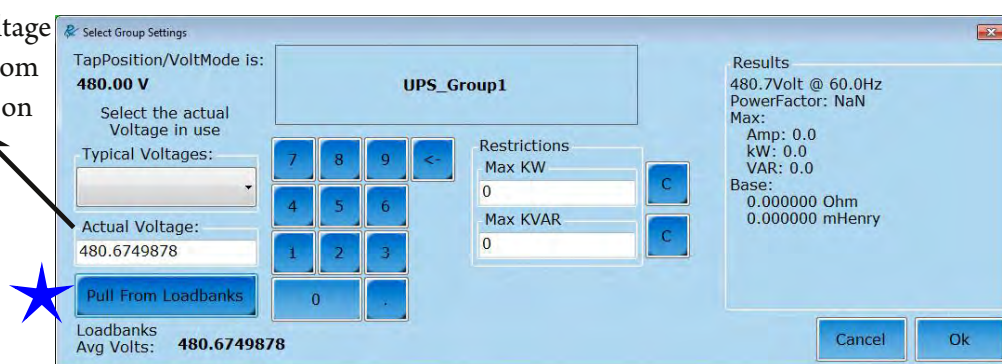 tage
om
on
Select Group Settings
TapPosition/VoltMode is:
480.00 V
Select the actual
Voltage in use
Typical Voltages:
Actual Voltage:
480.6749878
Pull From Loadbanks
Loadbanks
Avg Volts: 480.6749878
UPS_Group1
7 8 9 <-
4 5 6
1 2 3
0 .
Restrictions
Max KW
0
C
Max KVAR
0
C
Results
480.7Volt @ 60.0Hz
PowerFactor: NaN
Max:
Amp: 0.0
kW: 0.0
VAR: 0.0
Base:
0.000000 Ohm
0.000000 mHenry
Cancel Ok